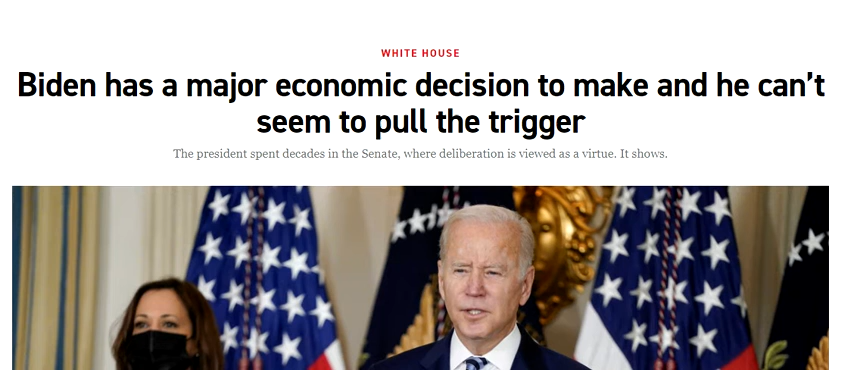 WHITE HOUSE
Biden has a major economic decision to make and he can’t
seem to pull the trigger
The president spent decades in the Senate, where deliberation is viewed as a virtue. It shows.